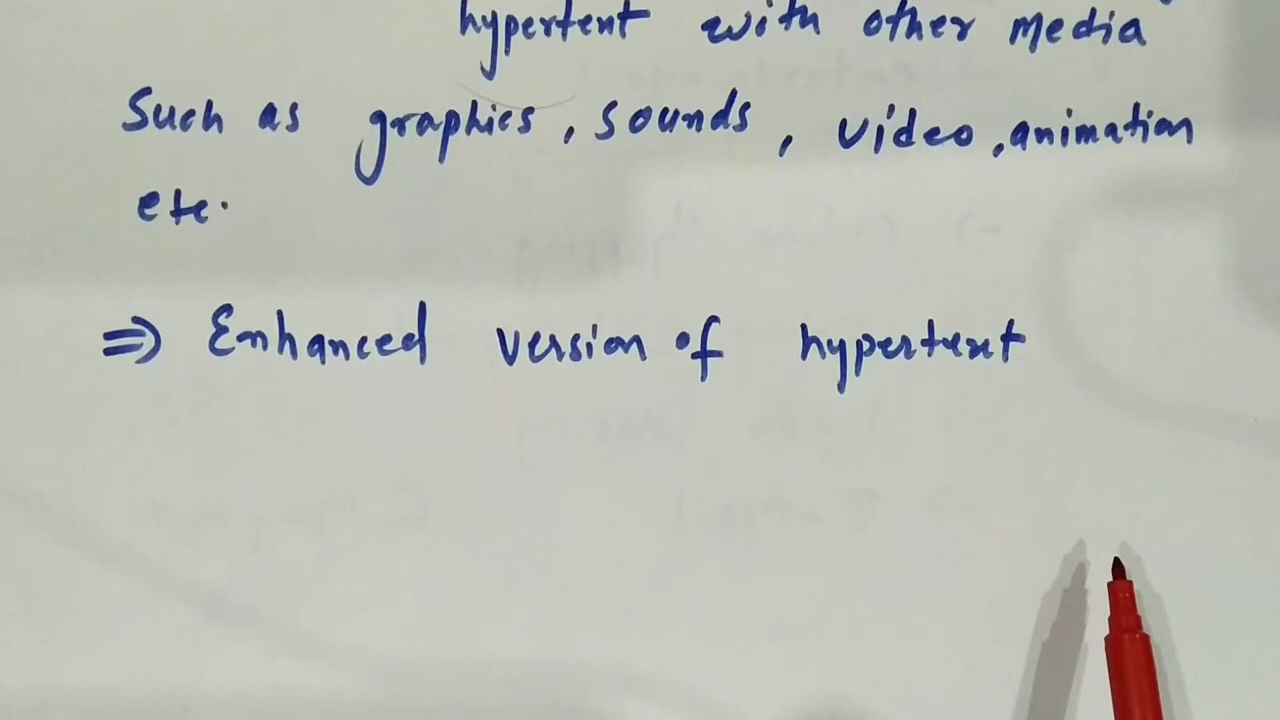 hypertext with other media
Such as graphics, sounds, video, animation
etc.
⇒ Enhanced version of hypertext